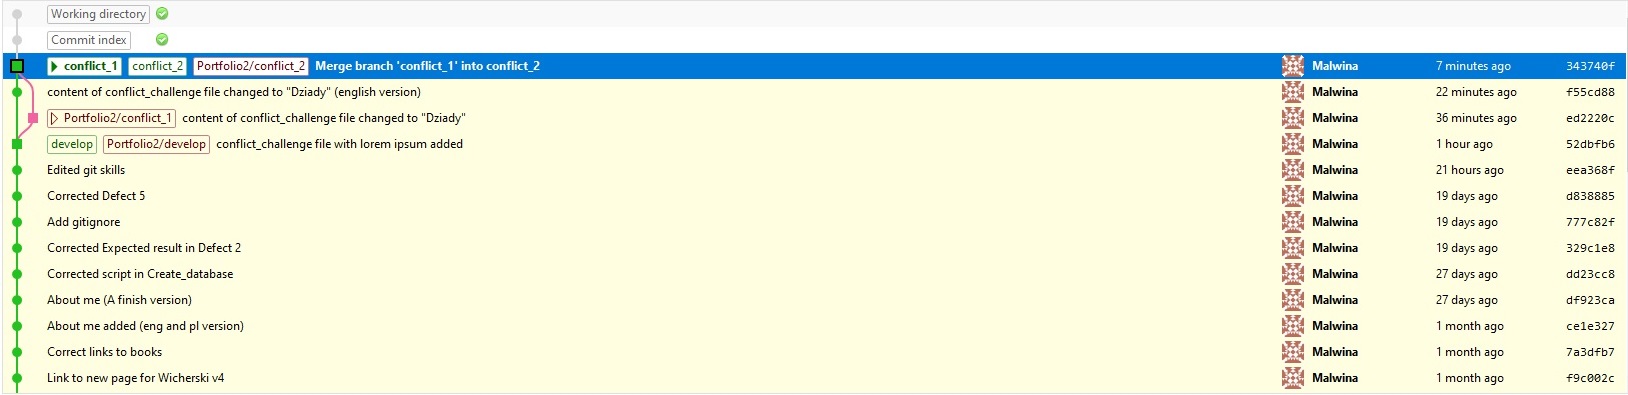 Working directory
Commit index
conflict_1 conflict_2 Portfolio2/conflict_2 Merge branch 'conflict_1' into conflict_2 Malwina 7 minutes ago 343740f
content of conflict_challenge file changed to "Dziady" (english version) Malwina 22 minutes ago f55cd88
Portfolio2/conflict_1 content of conflict_challenge file changed to "Dziady" Malwina 36 minutes ago ed2220c
develop Portfolio2/develop conflict_challenge file with lorem ipsum added Malwina 1 hour ago 52dbfb6
Edited git skills Malwina 21 hours ago eea368f
Corrected Defect 5 Malwina 19 days ago d838885
Add gitignore Malwina 19 days ago 777c82f
Corrected Expected result in Defect 2 Malwina 19 days ago 329c1e8
Corrected script in Create_database Malwina 27 days ago dd23cc8
About me (A finish version) Malwina 27 days ago df923ca
About me added (eng and pl version) Malwina 1 month ago ce1e327
Correct links to books Malwina 1 month ago 7a3dfb7
Link to new page for Wicherski v4 Malwina 1 month ago f9c002c